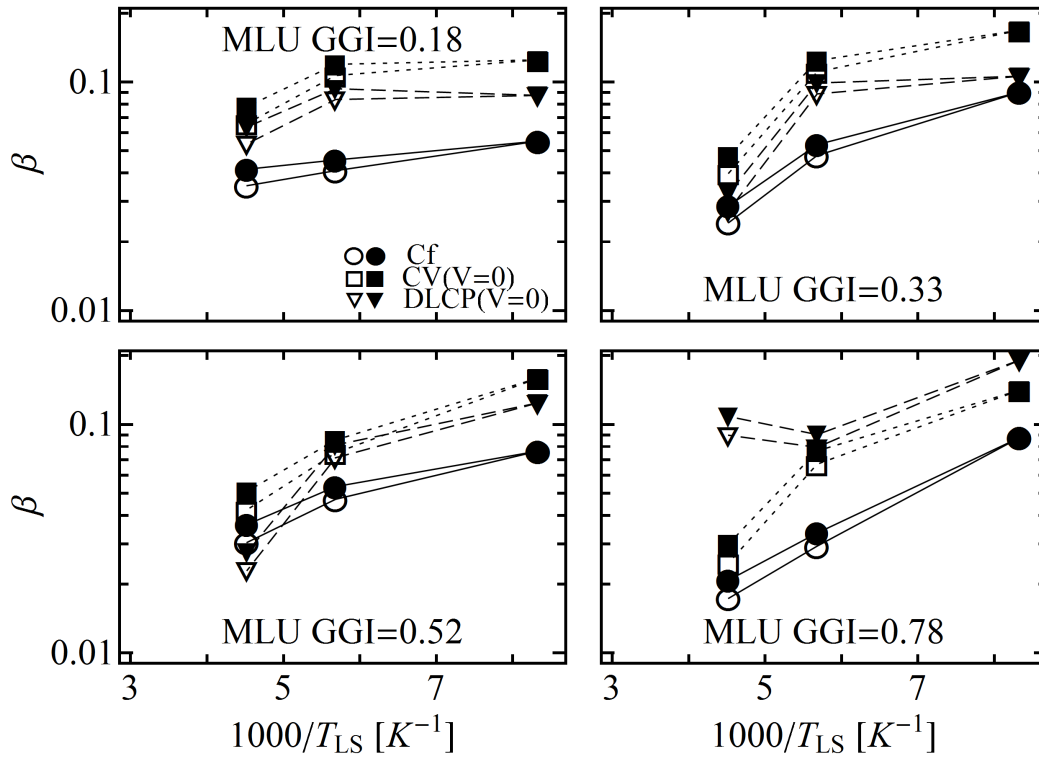 MLU GGI=0.18
0.1
β
0.01
Cf
CV(V=0)
DLCP(V=0)
MLU GGI=0.33
0.1
β
0.01
MLU GGI=0.52
3 5 7
1000/T_LS [K⁻¹]
MLU GGI=0.78
3 5 7
1000/T_LS [K⁻¹]